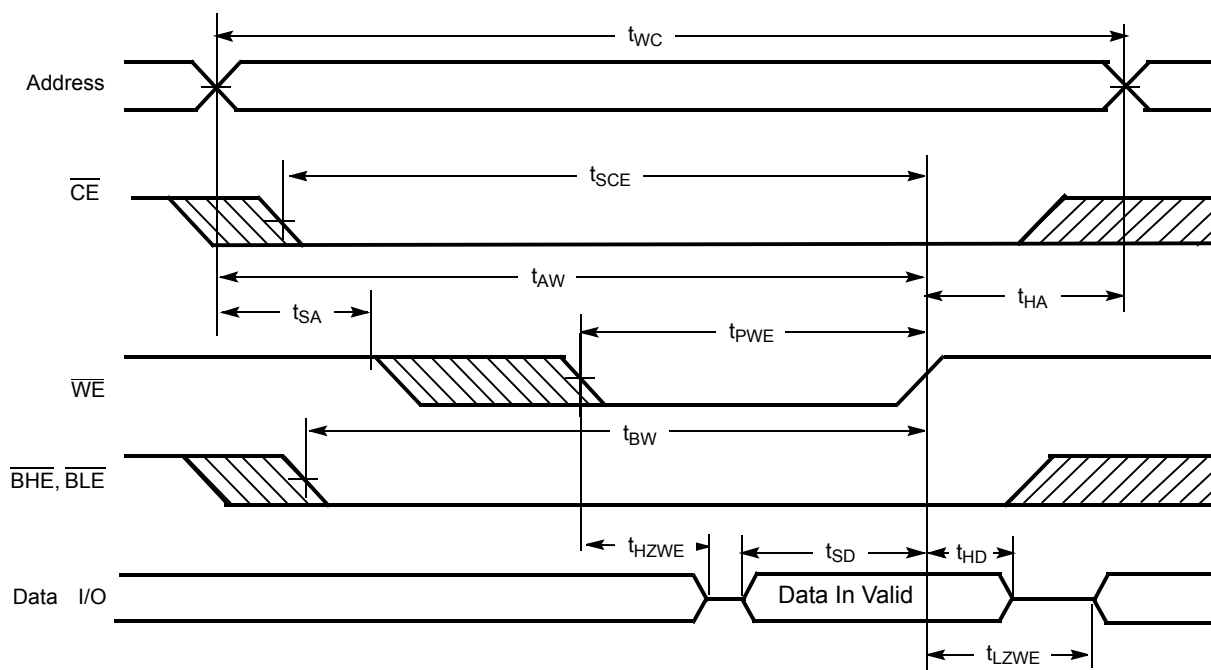 tWC
Address
tSCE
CE
tAW
tSA
tHA
tPWE
WE
tBW
BHE, BLE
tHZWE
tSD
tHD
Data I/O
Data In Valid
tLZWE